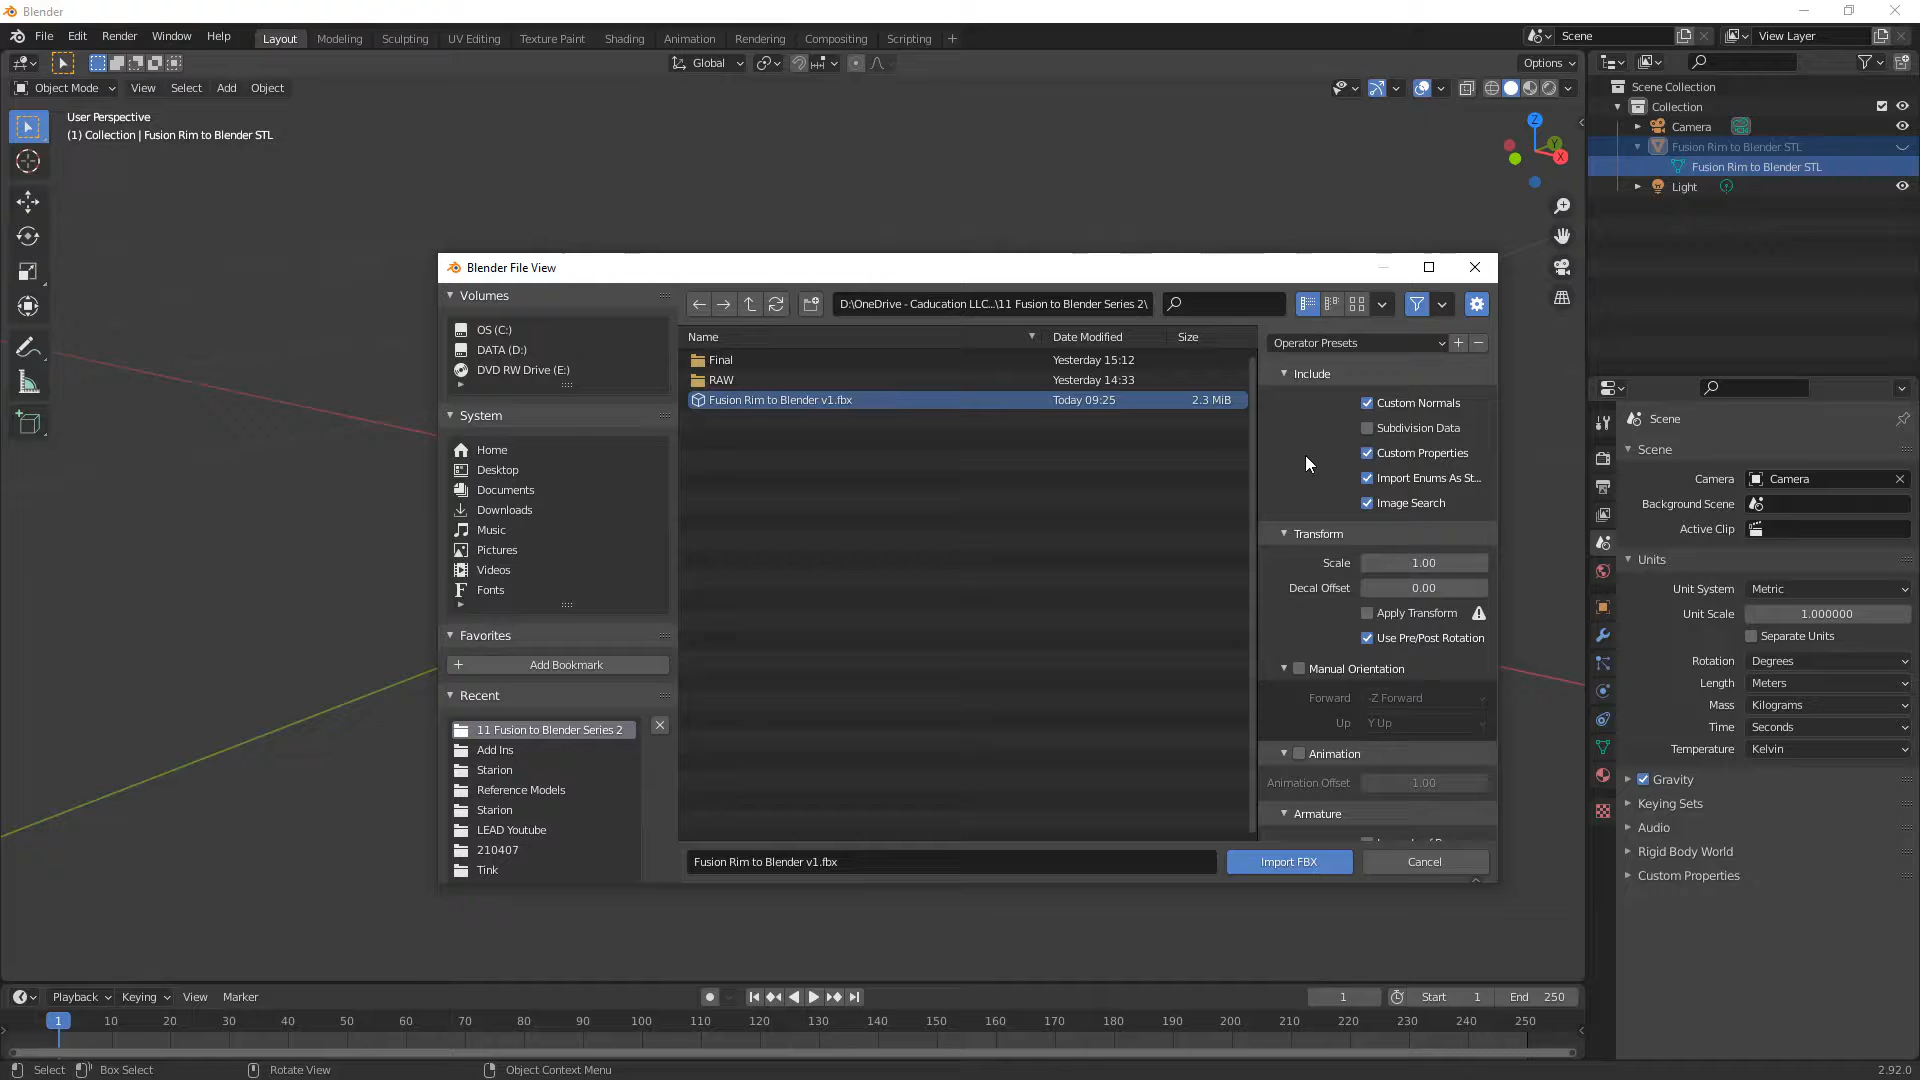 Blender
File Edit Render Window Help
Layout Modeling Sculpting UV Editing Texture Paint Shading Animation Rendering Compositing Scripting +
Scene
View Layer
Global
Options
Object Mode View Select Add Object
User Perspective
(1) Collection | Fusion Rim to Blender STL
Z
Y
X
Scene Collection
Collection
Camera
Fusion Rim to Blender STL
Fusion Rim to Blender STL
Light
Blender File View
Volumes
OS (C:)
DATA (D:)
DVD RW Drive (E:)
System
Home
Desktop
Documents
Downloads
Music
Pictures
Videos
Fonts
Favorites
+ Add Bookmark
Recent
11 Fusion to Blender Series 2
Add Ins
Starion
Reference Models
Starion
LEAD Youtube
210407
Tink
D:\OneDrive - Caducation LLC...\11 Fusion to Blender Series 2\
Name Date Modified Size
Final Yesterday 15:12
RAW Yesterday 14:33
Fusion Rim to Blender v1.fbx Today 09:25 2.3 MiB
Operator Presets
Include
Custom Normals
Subdivision Data
Custom Properties
Import Enums As St...
Image Search
Transform
Scale 1.00
Decal Offset 0.00
Apply Transform
Use Pre/Post Rotation
Manual Orientation
Forward -Z Forward
Up Y Up
Animation
Animation Offset 1.00
Armature
Fusion Rim to Blender v1.fbx
Import FBX
Cancel
Scene
Scene
Camera Camera
Background Scene
Active Clip
Units
Unit System Metric
Unit Scale 1.000000
Separate Units
Rotation Degrees
Length Meters
Mass Kilograms
Time Seconds
Temperature Kelvin
Gravity
Keying Sets
Audio
Rigid Body World
Custom Properties
Playback Keying View Marker
1
Start 1
End 250
1 10 20 30 40 50 60 70 80 90 100 110 120 130 140 150 160 170 180 190 200 210 220 230 240 250
Select Box Select Rotate View Object Context Menu
2.92.0